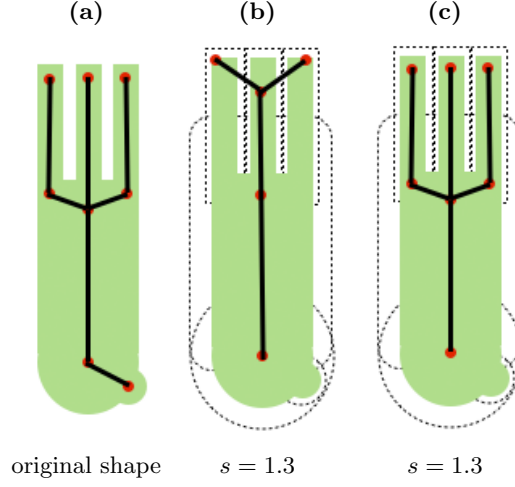 (a) (b) (c)
original shape s = 1.3 s = 1.3